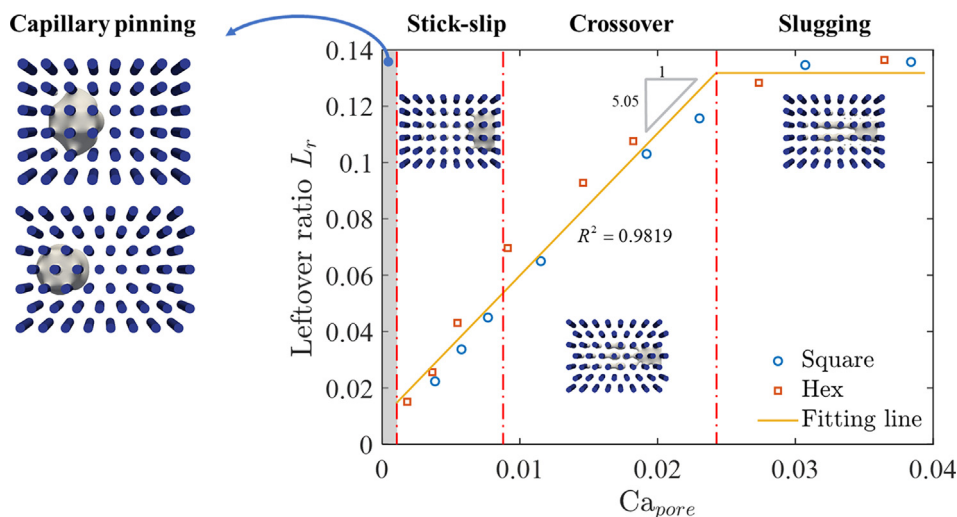 Capillary pinning
Stick-slip
Crossover
Slugging
0.14
0.12
0.1
0.08
0.06
0.04
0.02
0
Leftover ratio L_r
1
5.05
R² = 0.9819
Square
Hex
Fitting line
0
0.01
0.02
0.03
0.04
Ca_pore